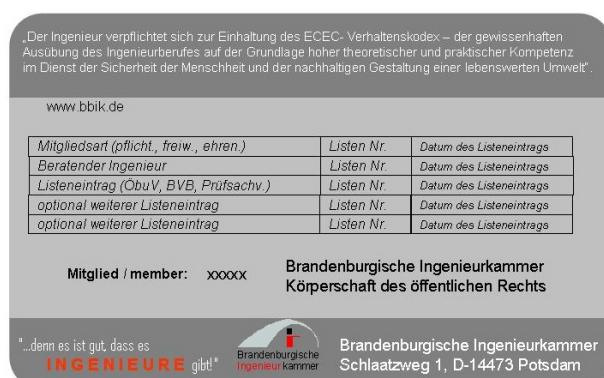 „Der Ingenieur verpflichtet sich zur Einhaltung des ECEC- Verhaltenskodex – der gewissenhaften
Ausübung des Ingenieurberufes auf der Grundlage hoher theoretischer und praktischer Kompetenz
im Dienst der Sicherheit der Menschheit und der nachhaltigen Gestaltung einer lebenswerten Umwelt".
www.bbik.de
Mitgliedsart (pflicht., freiw., ehren.) Listen Nr. Datum des Listeneintrags
Beratender Ingenieur Listen Nr. Datum des Listeneintrags
Listeneintrag (ÖbuV, BVB, Prüfsachv.) Listen Nr. Datum des Listeneintrags
optional weiterer Listeneintrag Listen Nr. Datum des Listeneintrags
optional weiterer Listeneintrag Listen Nr. Datum des Listeneintrags
Mitglied / member: xxxxx
Brandenburgische Ingenieurkammer
Körperschaft des öffentlichen Rechts
"...denn es ist gut, dass es
INGENIEURE gibt!"
Brandenburgische
Ingenieurkammer
Brandenburgische Ingenieurkammer
Schlaatzweg 1, D-14473 Potsdam